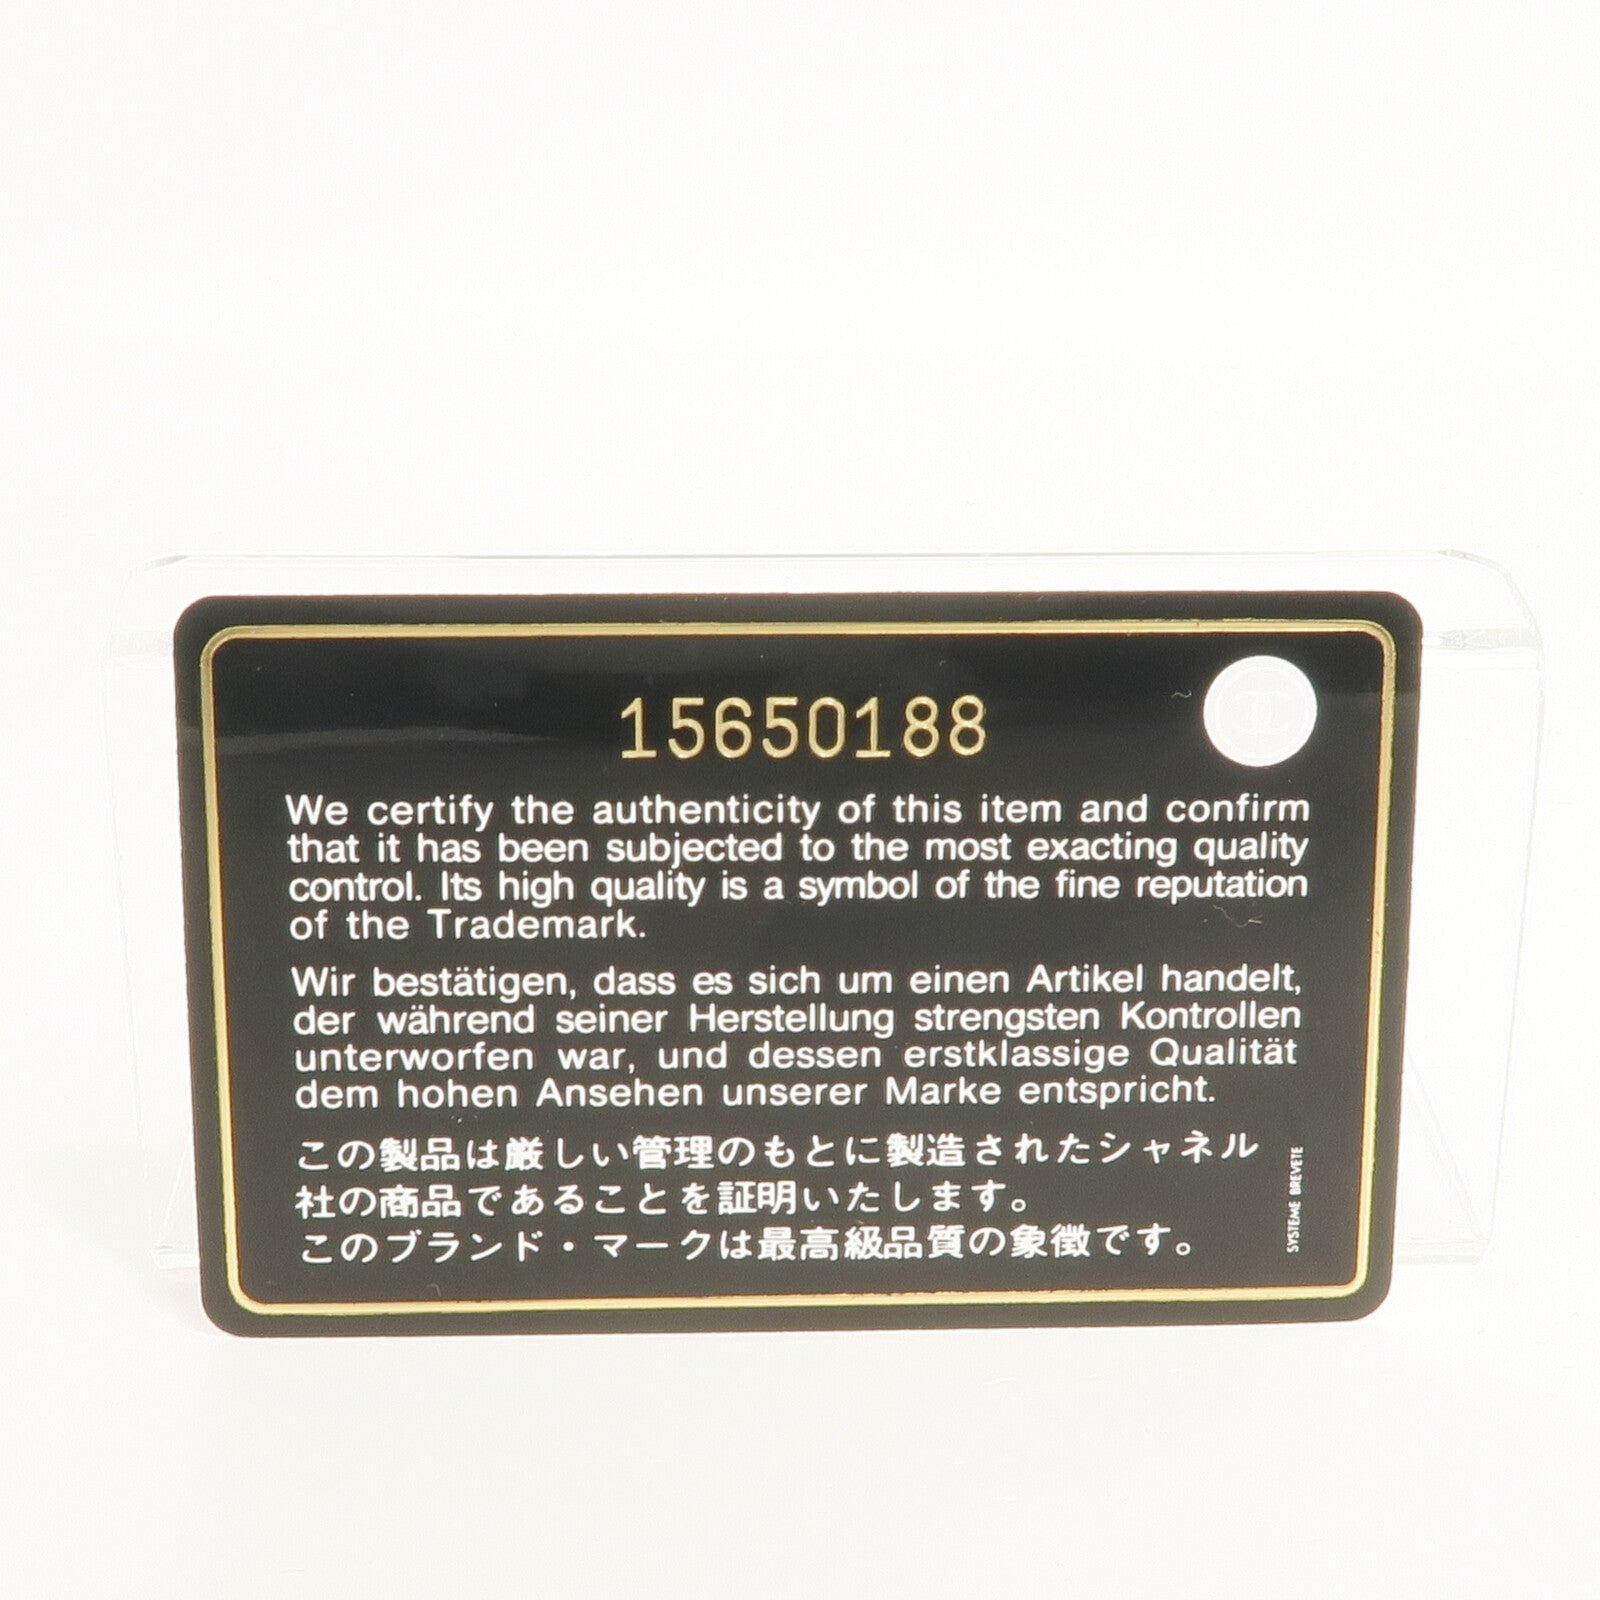 15650188
We certify the authenticity of this item and confirm
that it has been subjected to the most exacting quality
control. Its high quality is a symbol of the fine reputation
of the Trademark.
Wir bestätigen, dass es sich um einen Artikel handelt,
der während seiner Herstellung strengsten Kontrollen
unterworfen war, und dessen erstklassige Qualität
dem hohen Ansehen unserer Marke entspricht.
この製品は厳しい管理のもとに製造されたシャネル
社の商品であることを証明いたします。
このブランド・マークは最高級品質の象徴です。
SYSTEME BREVETE